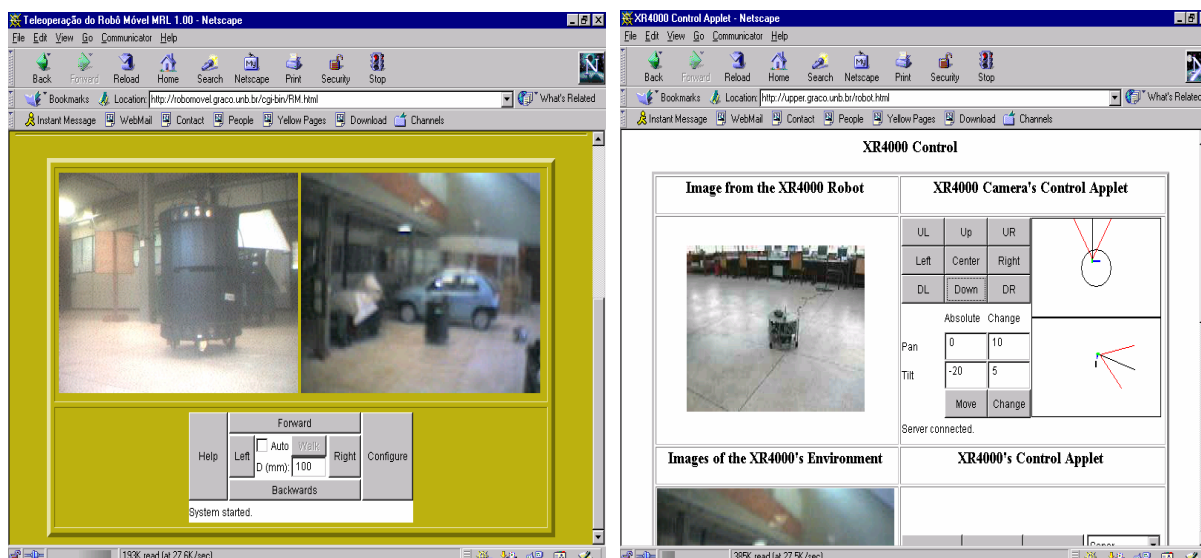 Teleoperação do Robô Móvel MRL 1.00 - Netscape
File Edit View Go Communicator Help
Back Forward Reload Home Search Netscape Print Security Stop
Bookmarks Location: http://robomovel.graco.unb.br/cgi-bin/RM.html What's Related
Instant Message WebMail Contact People Yellow Pages Download Channels
Forward
Help Left Auto Walk Right Configure
D (mm): 100
Backwards
System started.
193K read (at 27.6K/sec)
XR4000 Control Applet - Netscape
File Edit View Go Communicator Help
Back Forward Reload Home Search Netscape Print Security Stop
Bookmarks Location: http://upper.graco.unb.br/robot.html What's Related
Instant Message WebMail Contact People Yellow Pages Download Channels
XR4000 Control
Image from the XR4000 Robot XR4000 Camera's Control Applet
UL Up UR
Left Center Right
DL Down DR
Absolute Change
Pan 0 10
Tilt -20 5
Move Change
Server connected.
Images of the XR4000's Environment XR4000's Control Applet
385K read (at 27.5K/sec)